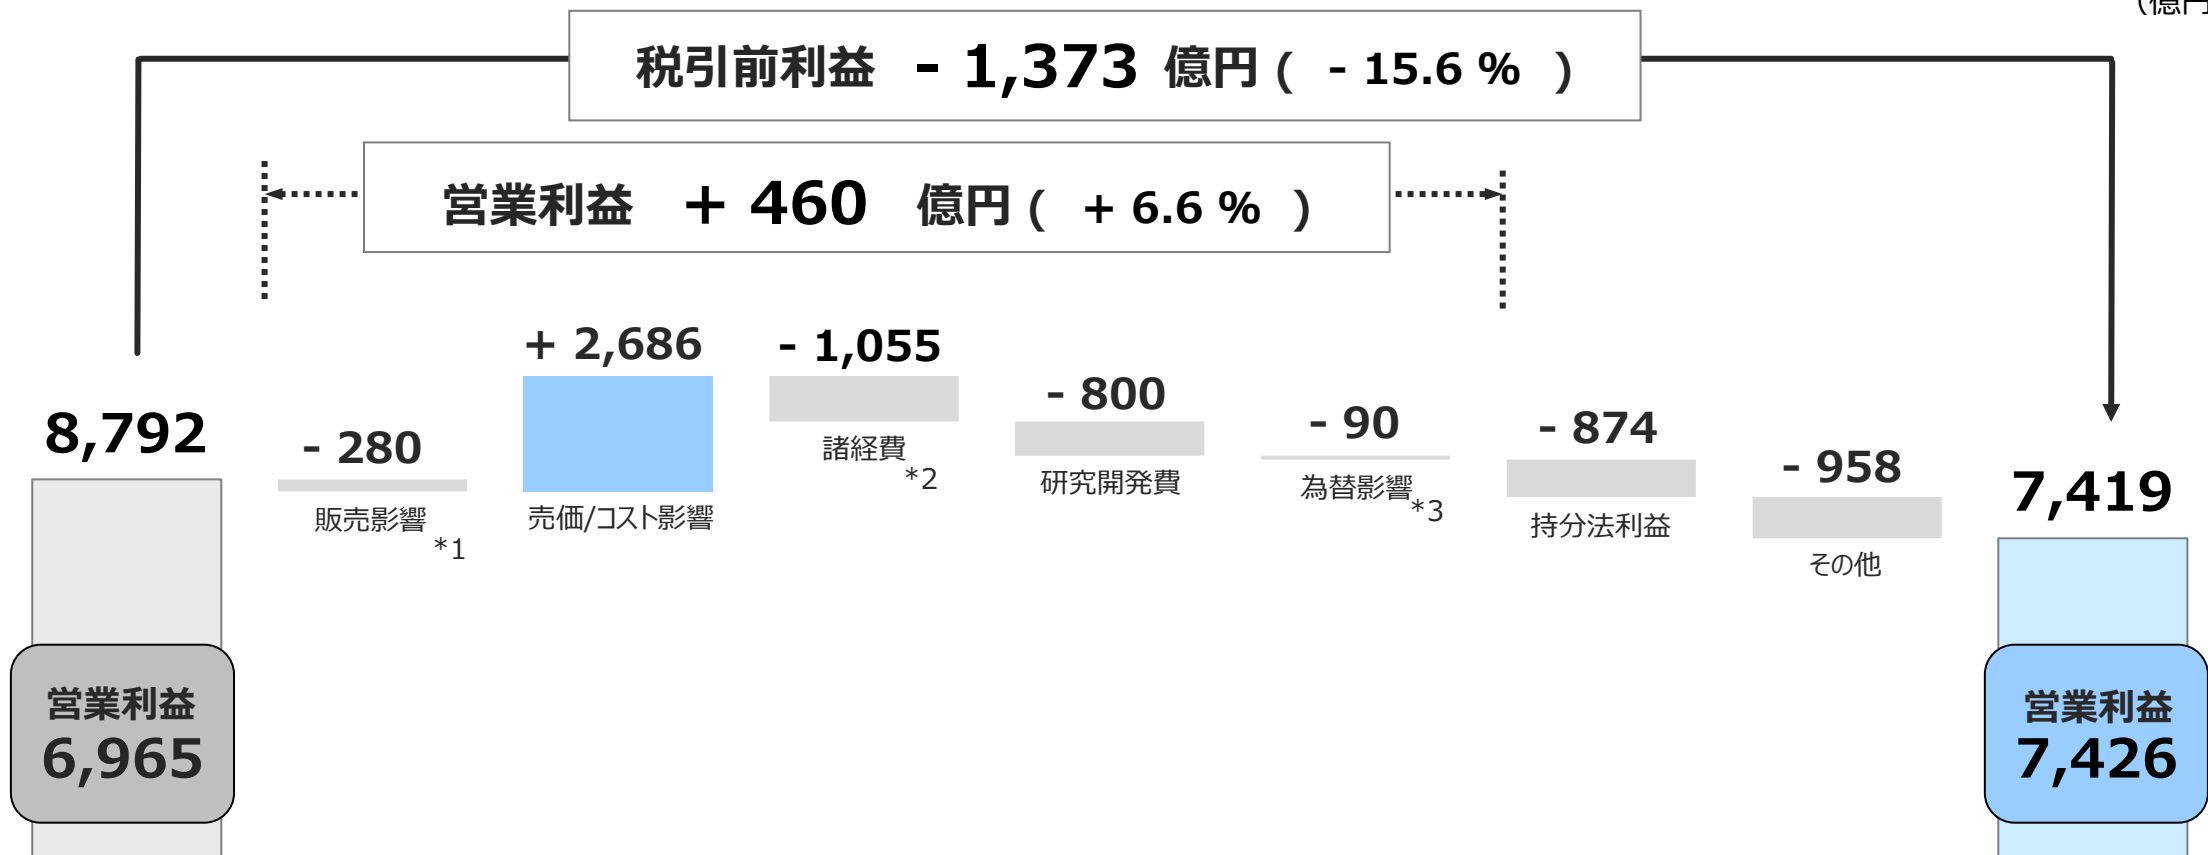 （億円
税引前利益 - 1,373 億円 ( - 15.6 % )
営業利益 + 460 億円 ( + 6.6 % )
8,792
- 280
販売影響 *1
+ 2,686
売価/コスト影響
- 1,055
諸経費 *2
- 800
研究開発費
- 90
為替影響 *3
- 874
持分法利益
- 958
その他
7,419
営業利益
6,965
営業利益
7,426